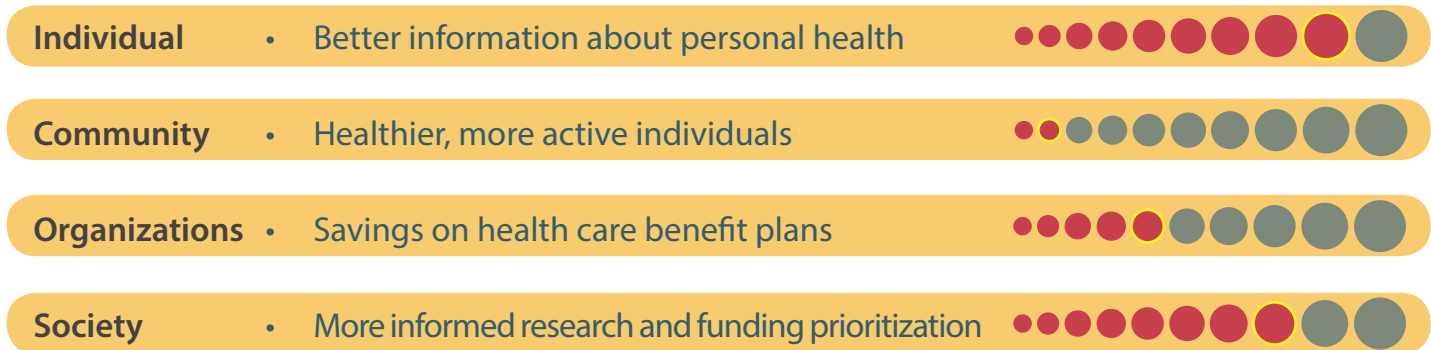 Individual • Better information about personal health
Community • Healthier, more active individuals
Organizations • Savings on health care benefit plans
Society • More informed research and funding prioritization